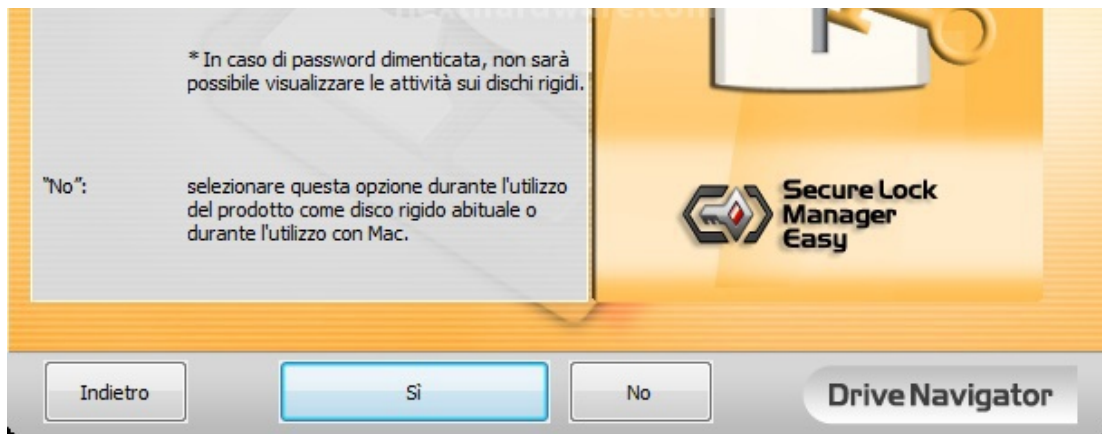 nexthardware.com
* In caso di password dimenticata, non sarà
possibile visualizzare le attività sui dischi rigidi.
"No":
selezionare questa opzione durante l'utilizzo
del prodotto come disco rigido abituale o
durante l'utilizzo con Mac.
Secure Lock
Manager
Easy
Indietro
Sì
No
DriveNavigator